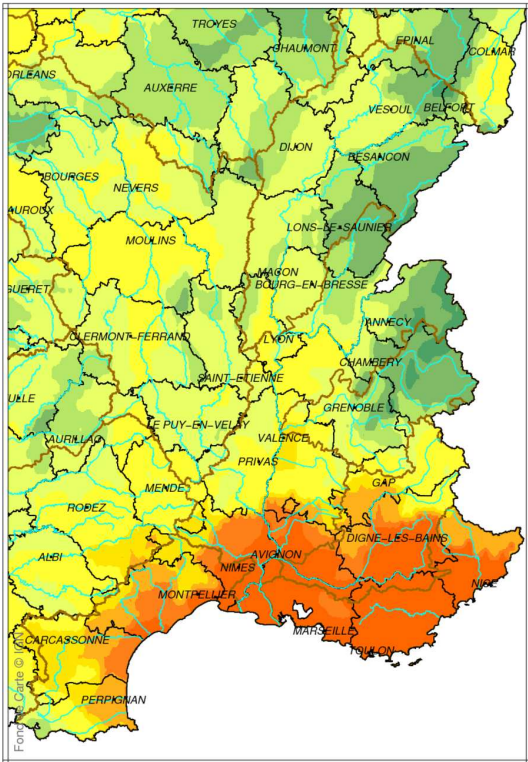 TROYES
CHAUMONT
EPINAL
COLMAR
ORLEANS
AUXERRE
VESOUL
BELFORT
DIJON
BESANCON
BOURGES
NEVERS
AUROUX
LONS-LE-SAUNIER
MOULINS
MACON
BOURG-EN-BRESSE
GUERET
ANNECY
CLERMONT-FERRAND
LYON
CHAMBERY
SAINT-ETIENNE
ULLE
GRENOBLE
LE PUY-EN-VELAY
AURILLAC
VALENCE
PRIVAS
GAP
MENDE
RODEZ
DIGNE-LES-BAINS
ALBI
AVIGNON
NIMES
NICE
MONTPELLIER
MARSEILLE
CARCASSONNE
TOULON
PERPIGNAN
Fond de Carte © IGN